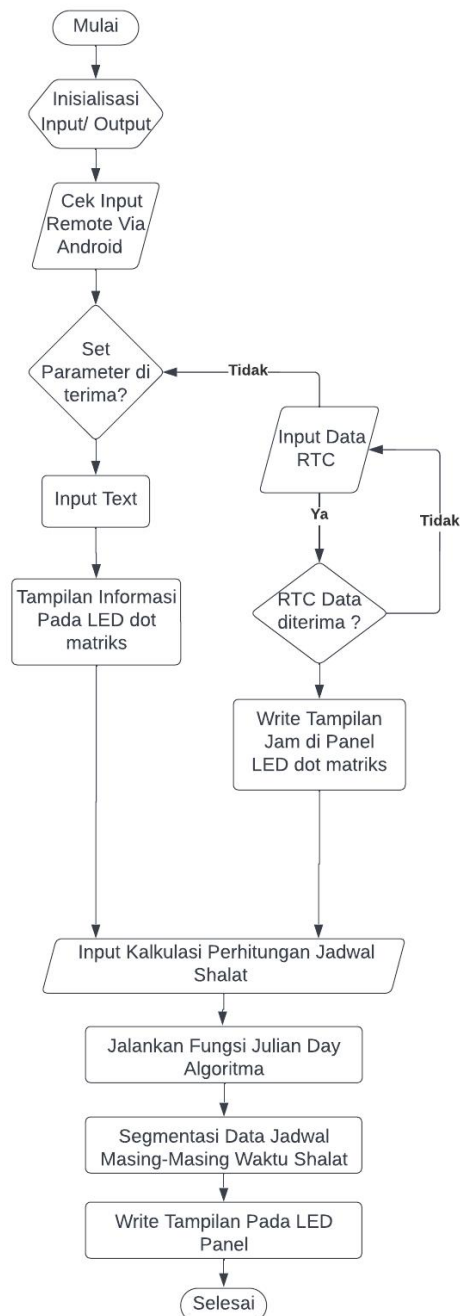 Mulai
Inisialisasi
Input/ Output
Cek Input
Remote Via
Android
Set
Parameter di
terima?
Tidak
Input Data
RTC
Input Text
Ya
Tidak
Tampilan Informasi
Pada LED dot
matriks
RTC Data
diterima ?
Write Tampilan
Jam di Panel
LED dot matriks
Input Kalkulasi Perhitungan Jadwal
Shalat
Jalankan Fungsi Julian Day
Algoritma
Segmentasi Data Jadwal
Masing-Masing Waktu Shalat
Write Tampilan Pada LED
Panel
Selesai